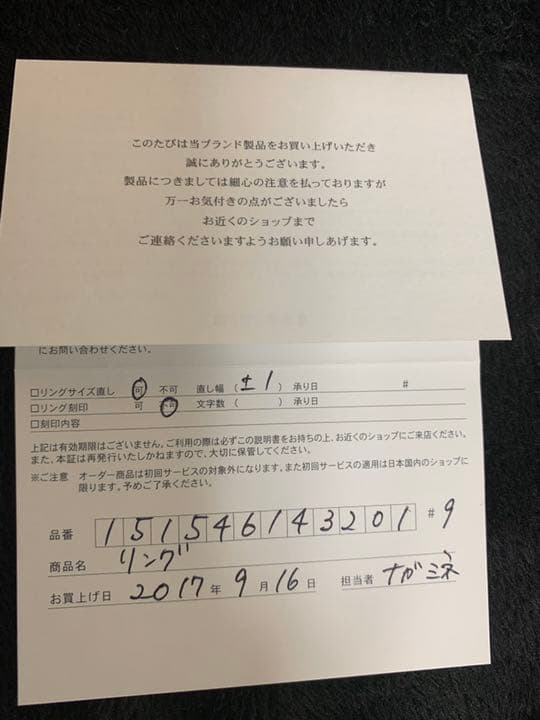 このたびは当ブランド製品をお買い上げいただき
誠にありがとうございます。
製品につきましては細心の注意を払っておりますが
万一お気付きの点がございましたら
お近くのショップまで
ご連絡くださいますようお願い申しあげます。
にお問い合わせください。
□リングサイズ直し 可 不可 直し幅 (±1) 承り日 #
□リング刻印 可 不可 文字数 ( ) 承り日
□刻印内容
上記は有効期限はございません。ご利用の際は必ずこの説明書をお持ちの上、お近くのショップにご来店ください。
また、本証は再発行いたしかねますので、大切に保管してください。
※ご注意 オーダー商品は初回サービスの対象外になります。また初回サービスの適用は日本国内のショップに
限ります。予めご了承ください。
品番 151546143201 #9
商品名 リング
お買上げ日 2017年 9月16日 担当者 ナガミネ